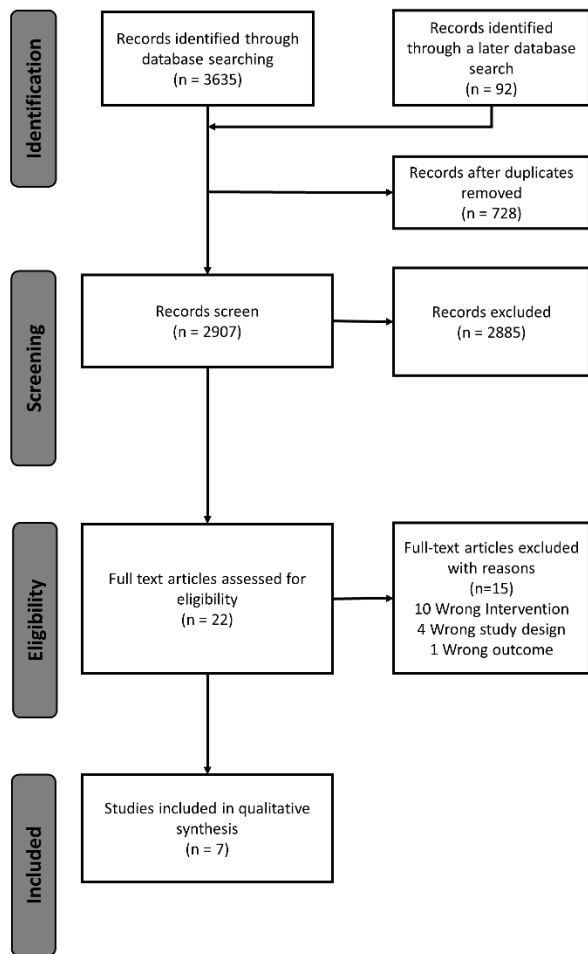 Identification
Records identified through
database searching
(n = 3635)
Records identified
through a later database
search
(n = 92)
Records after duplicates
removed
(n = 728)
Screening
Records screen
(n = 2907)
Records excluded
(n = 2885)
Eligibility
Full text articles assessed for
eligibility
(n = 22)
Full-text articles excluded
with reasons
(n=15)
10 Wrong Intervention
4 Wrong study design
1 Wrong outcome
Included
Studies included in qualitative
synthesis
(n = 7)